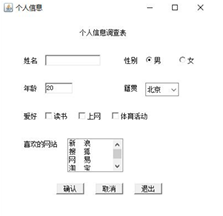 个人信息
个人信息调查表
姓名 性别 男 女
年龄 20 籍贯 北京
爱好 读书 上网 体育活动
喜欢的网站 新 浪
搜 狐
网 易
淘 宝
确认 取消 退出